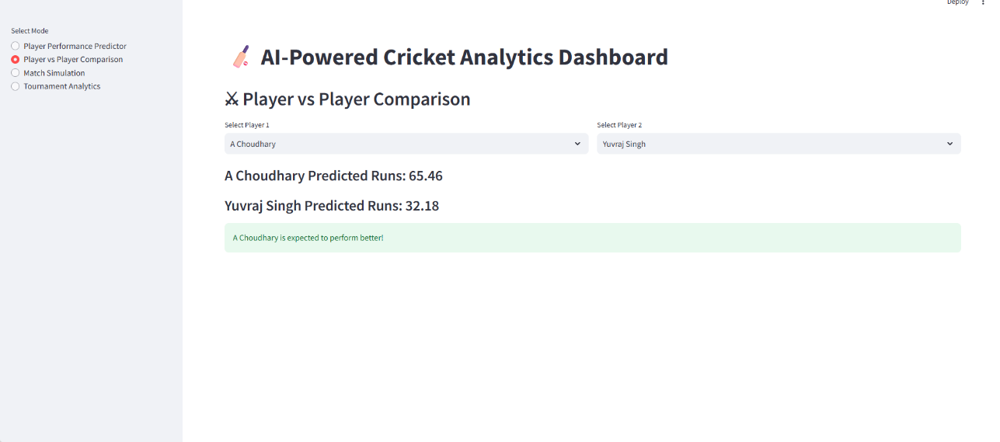 Deploy
Select Mode
Player Performance Predictor
Player vs Player Comparison
Match Simulation
Tournament Analytics
AI-Powered Cricket Analytics Dashboard
⚔ Player vs Player Comparison
Select Player 1
A Choudhary
Select Player 2
Yuvraj Singh
A Choudhary Predicted Runs: 65.46
Yuvraj Singh Predicted Runs: 32.18
A Choudhary is expected to perform better!